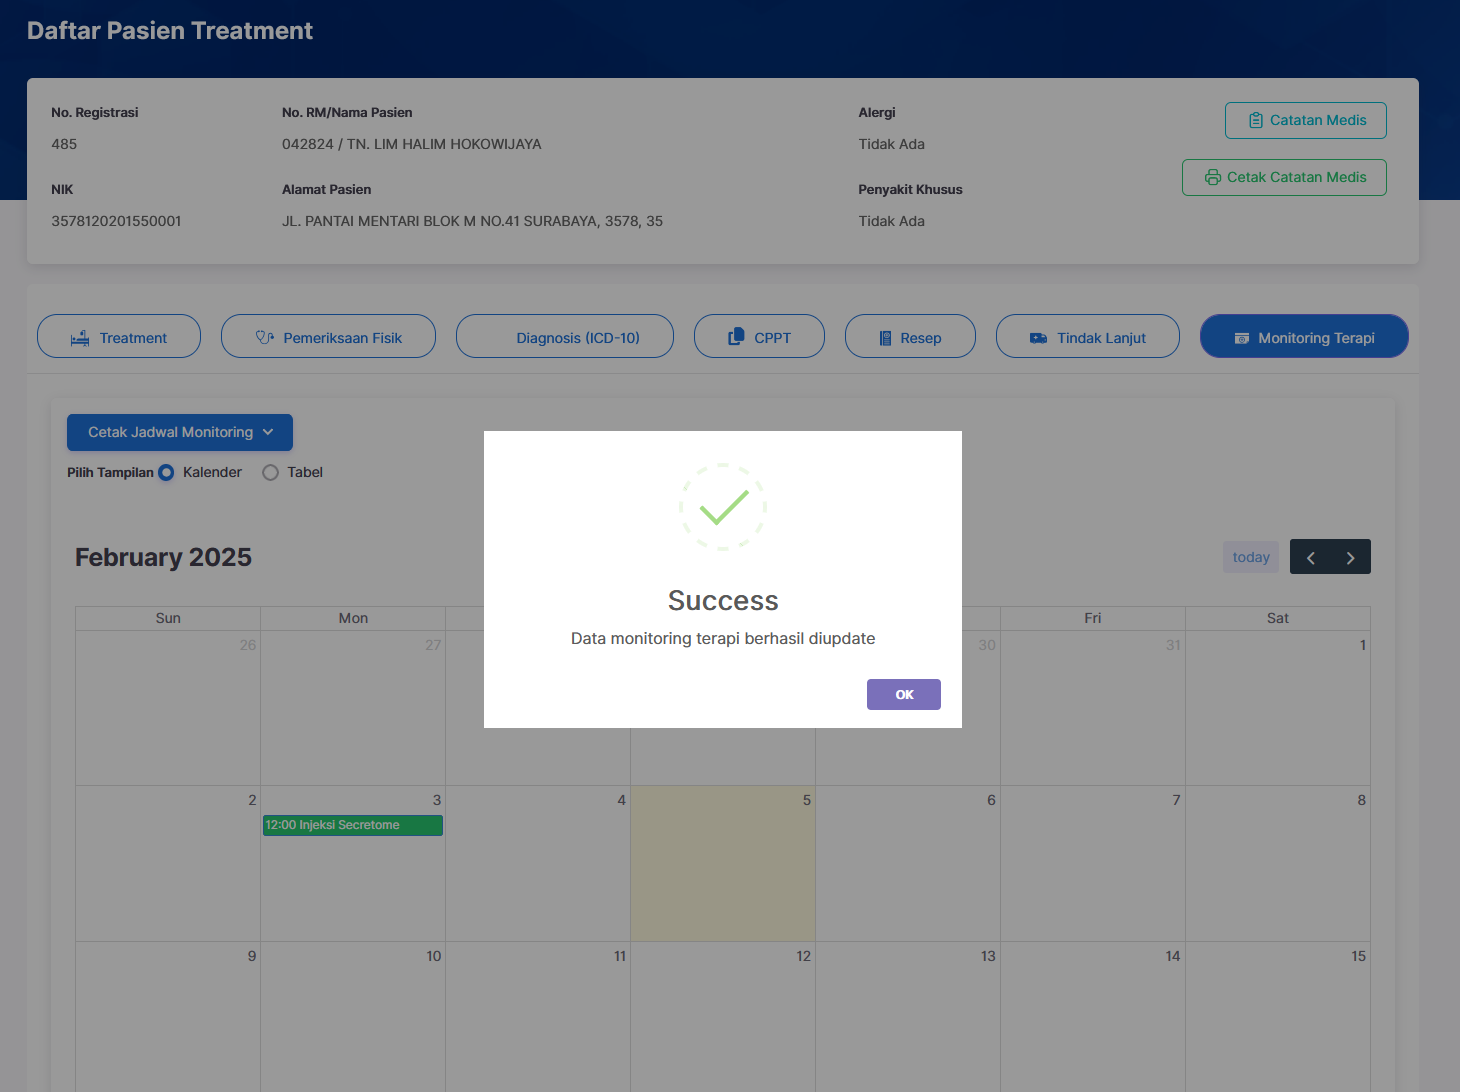 Daftar Pasien Treatment
No. Registrasi
No. RM/Nama Pasien
Alergi
Catatan Medis
485
042824 / TN. LIM HALIM HOKOWIJAYA
Tidak Ada
Cetak Catatan Medis
NIK
Alamat Pasien
Penyakit Khusus
3578120201550001
JL. PANTAI MENTARI BLOK M NO.41 SURABAYA, 3578, 35
Tidak Ada
Treatment
Pemeriksaan Fisik
Diagnosis (ICD-10)
CPPT
Resep
Tindak Lanjut
Monitoring Terapi
Cetak Jadwal Monitoring
Pilih Tampilan Kalender Tabel
February 2025
today
Success
Data monitoring terapi berhasil diupdate
OK
Sun Mon Fri Sat
26 27 30 31 1
2 3 4 5 6 7 8
12:00 Injeksi Secretome
9 10 11 12 13 14 15